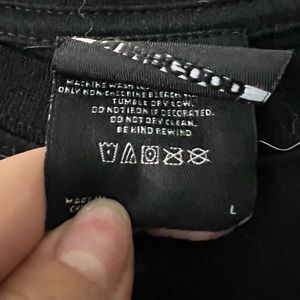 MACHINE WASH
ONLY NON-CHLORINE BLEACH
TUMBLE DRY LOW.
DO NOT IRON IF DECORATED.
DO NOT DRY CLEAN.
BE KIND REWIND
L
MADE